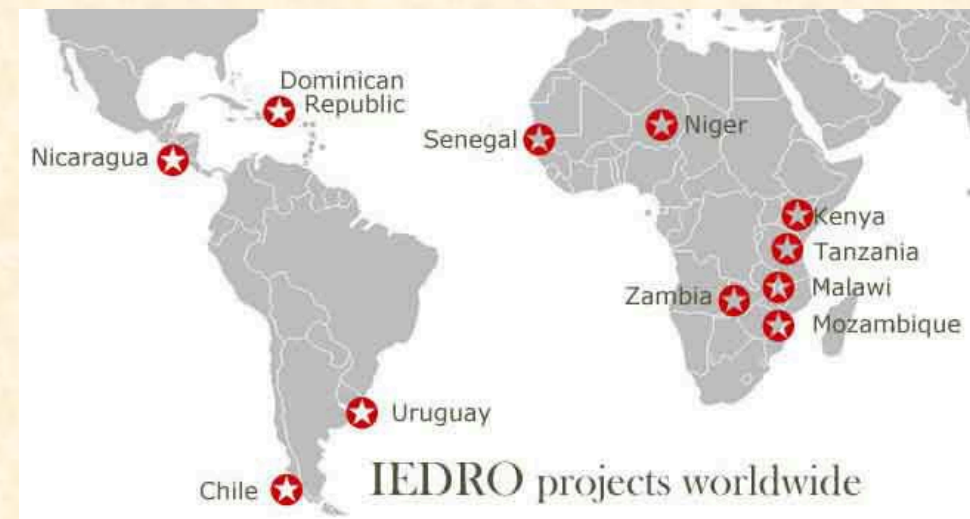 Dominican
Republic
Nicaragua
Senegal
Niger
Kenya
Tanzania
Zambia
Malawi
Mozambique
Uruguay
Chile
IEDRO projects worldwide